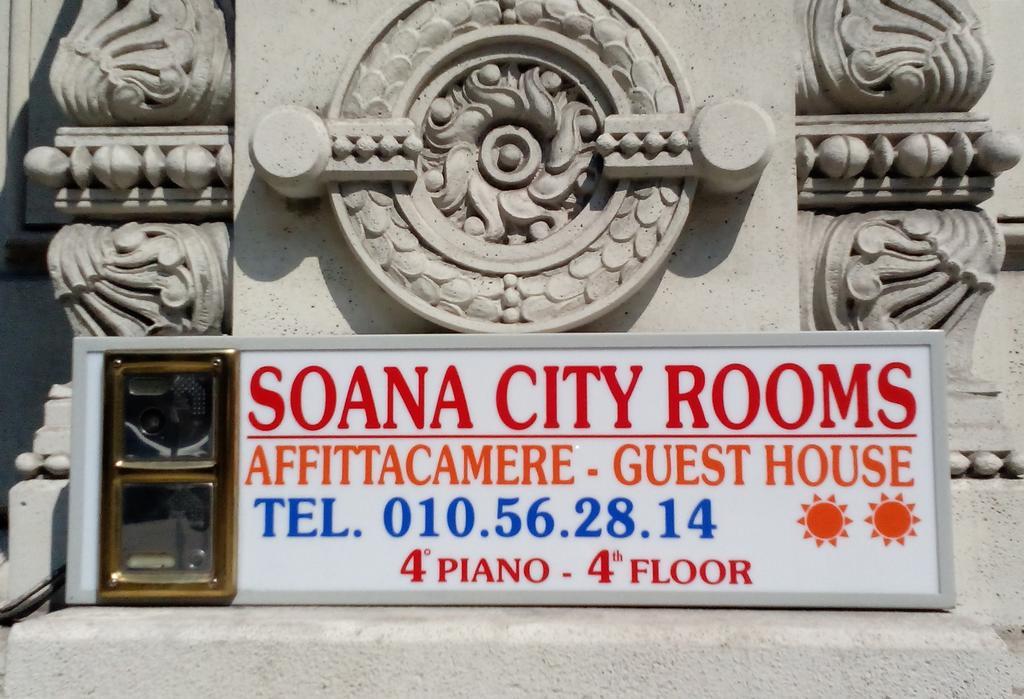 SOANA CITY ROOMS
AFFITTACAMERE - GUEST HOUSE
TEL. 010.56.28.14
4° PIANO - 4th FLOOR